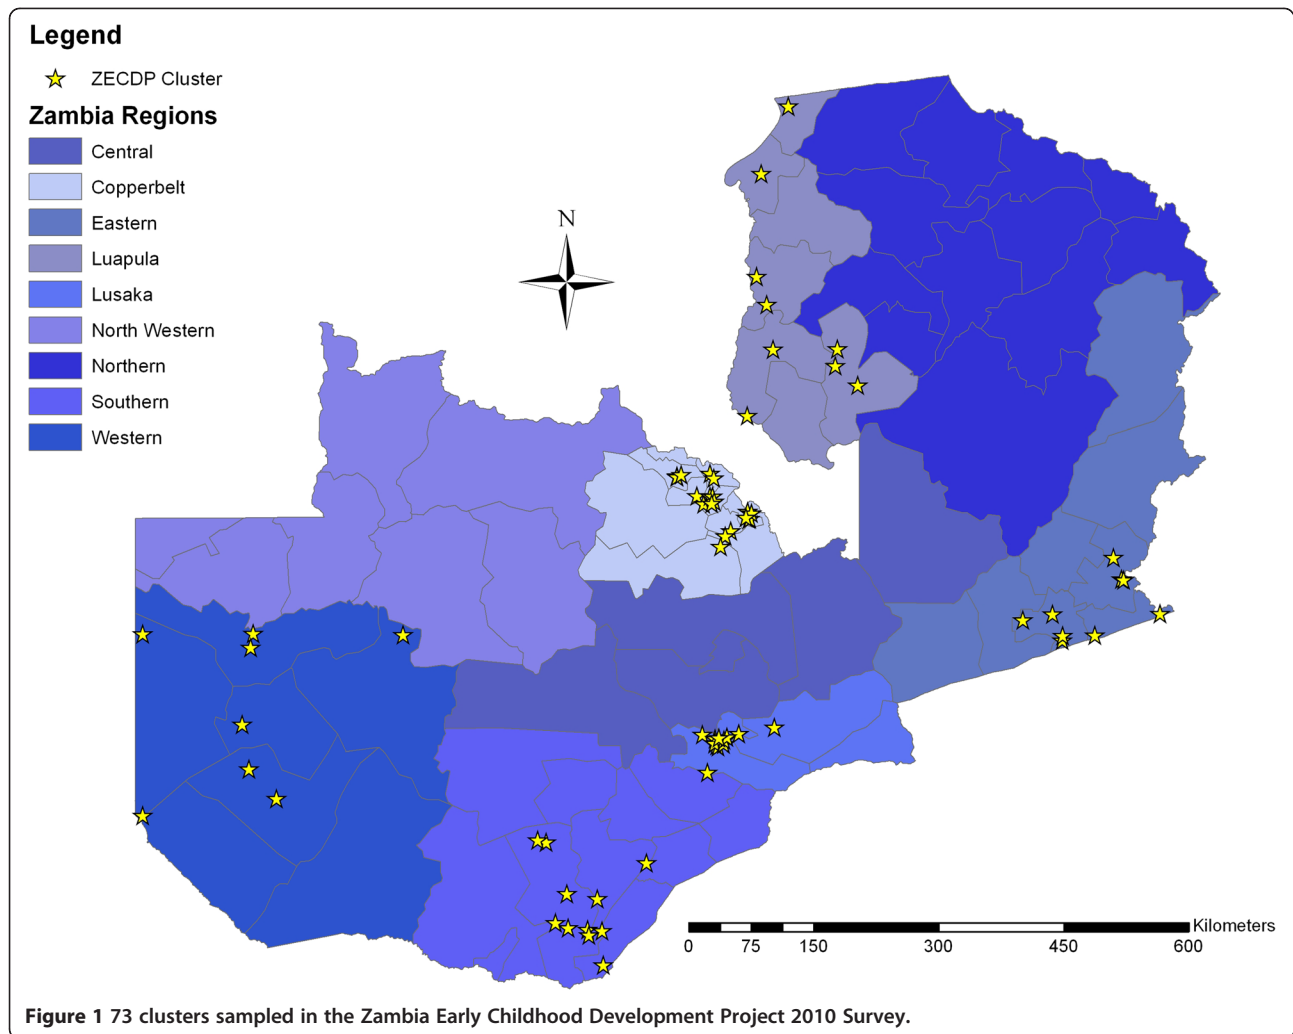 Legend
ZECDP Cluster
Zambia Regions
Central
Copperbelt
Eastern
Luapula
Lusaka
North Western
Northern
Southern
Western
N
Kilometers
0 75 150 300 450 600
Figure 1 73 clusters sampled in the Zambia Early Childhood Development Project 2010 Survey.